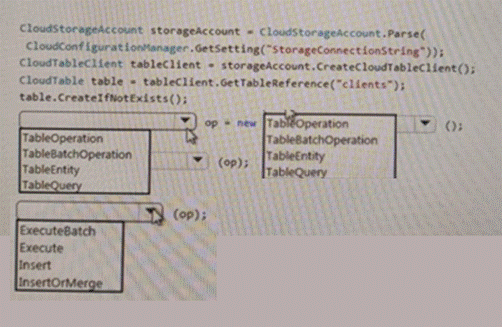 CloudStorageAccount storageAccount = CloudStorageAccount.Parse(
CloudConfigurationManager.GetSetting("StorageConnectionString"));
CloudTableClient tableClient = storageAccount.CreateCloudTableClient();
CloudTable table = tableClient.GetTableReference("clients");
table.CreateIfNotExists();
op = new ();
TableOperation TableOperation
TableBatchOperation TableBatchOperation
(op);
TableEntity TableEntity
TableQuery TableQuery
(op);
ExecuteBatch
Execute
Insert
InsertOrMerge